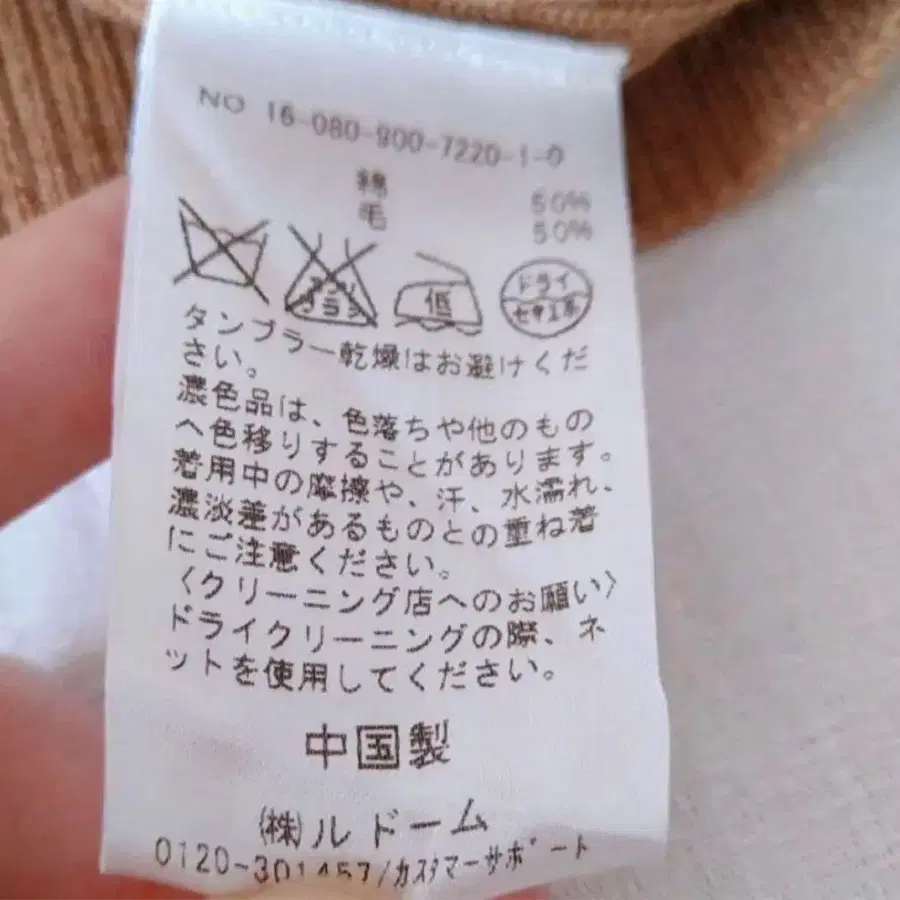 NO 16-080-900-7220-1-0
綿 50%
毛 50%
低
ドライ
セキユ系
タンブラー乾燥はお避けくだ
さい。
濃色品は、色落ちや他のもの
へ色移りすることがあります。
着用中の摩擦や、汗、水濡れ、
濃淡差があるものとの重ね着
にご注意ください。
〈クリーニング店へのお願い〉
ドライクリーニングの際、ネ
ットを使用してください。
中国製
㈱ルドーム
0120-301457/カスタマーサポート